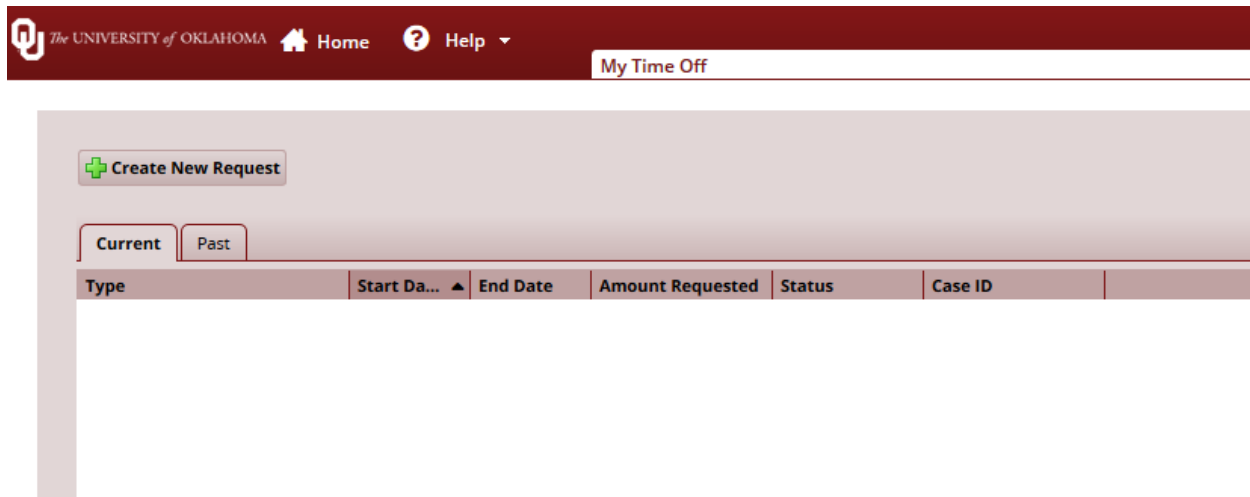 The UNIVERSITY of OKLAHOMA Home ? Help
My Time Off
Create New Request
Current Past
Type Start Da... End Date Amount Requested Status Case ID